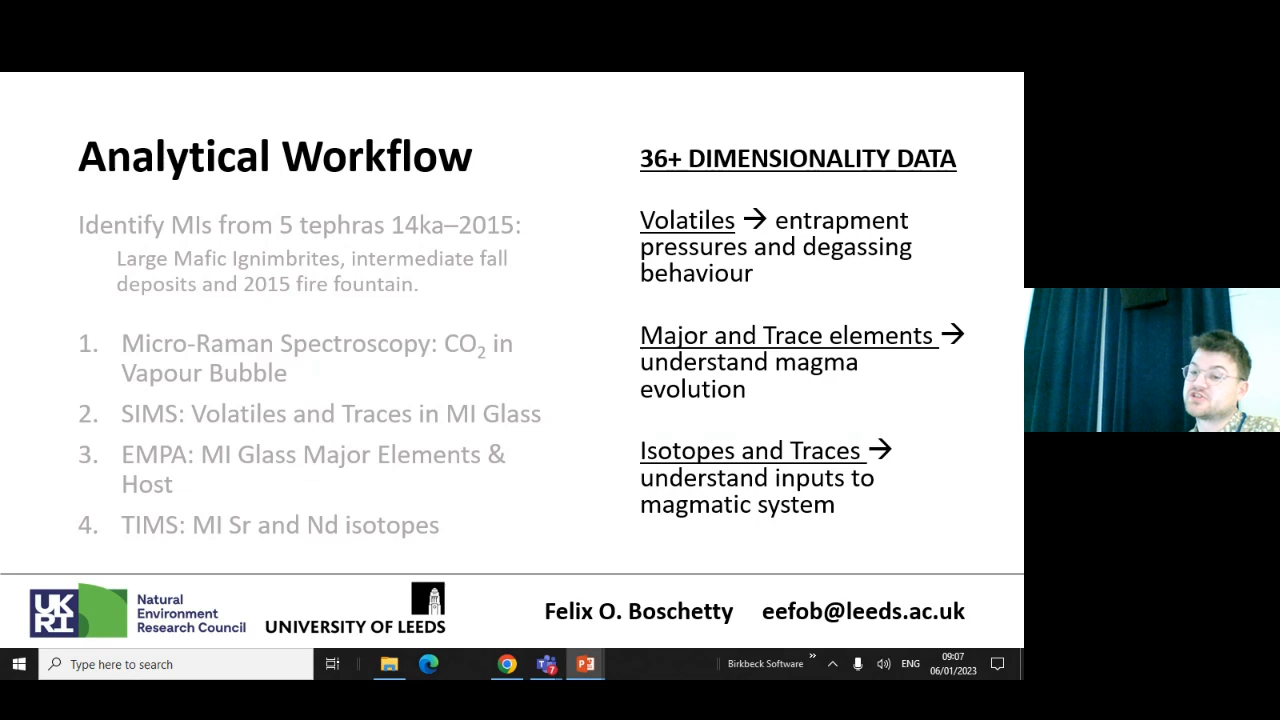 Analytical Workflow
Identify MIs from 5 tephras 14ka–2015:
Large Mafic Ignimbrites, intermediate fall
deposits and 2015 fire fountain.
1. Micro-Raman Spectroscopy: CO₂ in
Vapour Bubble
2. SIMS: Volatiles and Traces in MI Glass
3. EMPA: MI Glass Major Elements &
Host
4. TIMS: MI Sr and Nd isotopes
36+ DIMENSIONALITY DATA
Volatiles → entrapment
pressures and degassing
behaviour
Major and Trace elements →
understand magma
evolution
Isotopes and Traces →
understand inputs to
magmatic system
UK
RI
Natural
Environment
Research Council
UNIVERSITY OF LEEDS
Felix O. Boschetty eefob@leeds.ac.uk
Type here to search
7
Birkbeck Software
»
ENG
09:07
06/01/2023